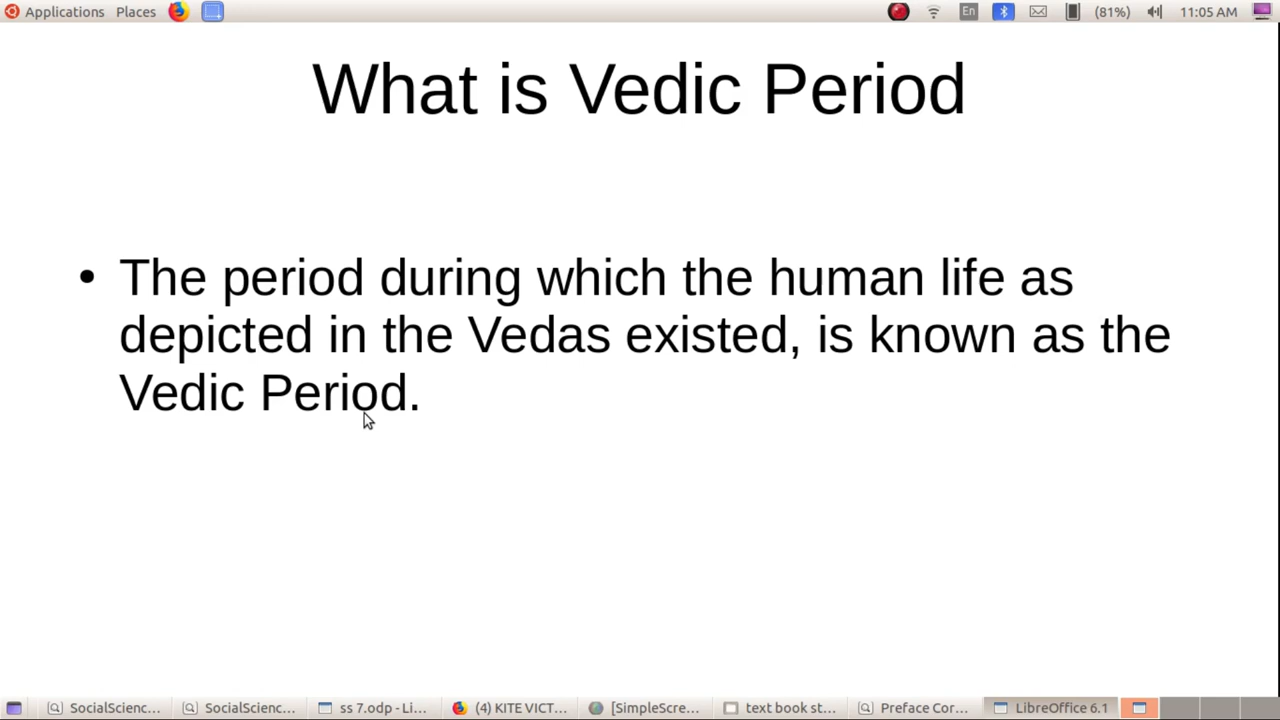 Applications Places En (81%) 11:05 AM
What is Vedic Period
• The period during which the human life as
depicted in the Vedas existed, is known as the
Vedic Period.
SocialScienc... SocialScienc... ss 7.odp - Li... (4) KITE VICT... [SimpleScre... text book st... Preface Cor... LibreOffice 6.1